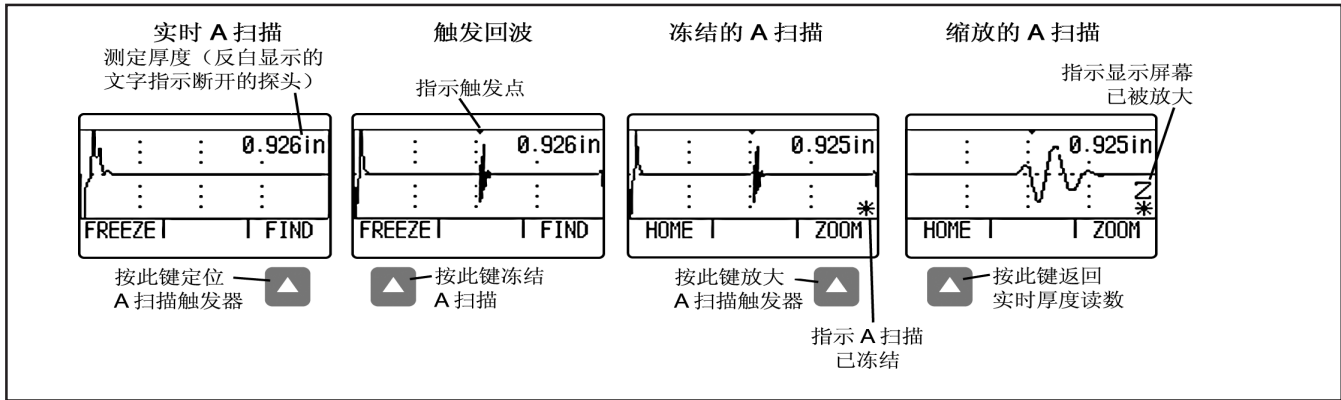 实时 A 扫描
测定厚度（反白显示的
文字指示断开的探头）
0.926in
FREEZE
FIND
按此键定位
A 扫描触发器
触发回波
指示触发点
0.926in
FREEZE
FIND
按此键冻结
A 扫描
冻结的 A 扫描
0.925in
HOME
ZOOM
按此键放大
A 扫描触发器
指示 A 扫描
已冻结
缩放的 A 扫描
指示显示屏幕
已被放大
0.925in
Z
HOME
ZOOM
按此键返回
实时厚度读数